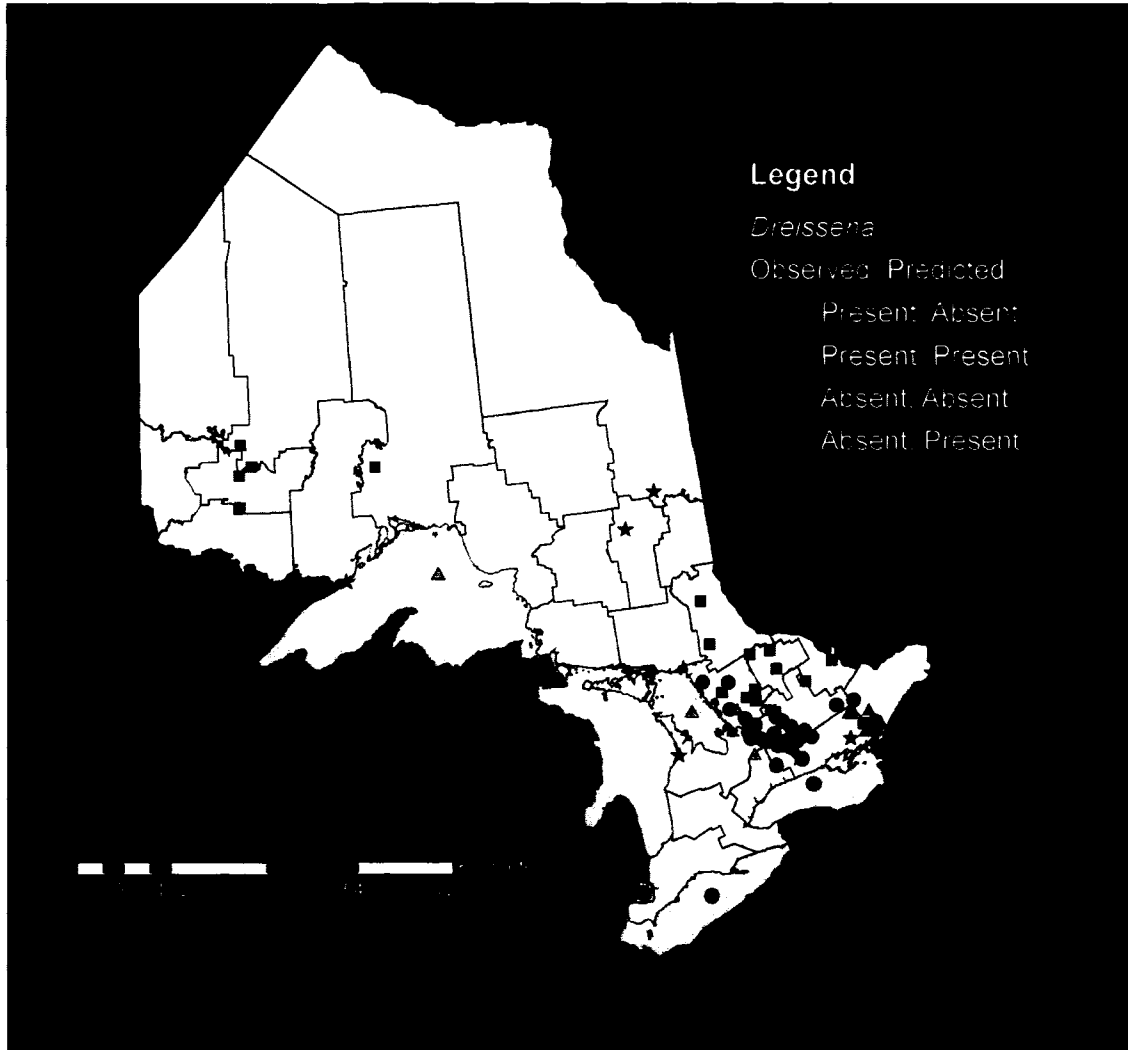 Legend
Dreissena
Observed Predicted
Present Absent
Present Present
Absent, Absent
Absent, Present